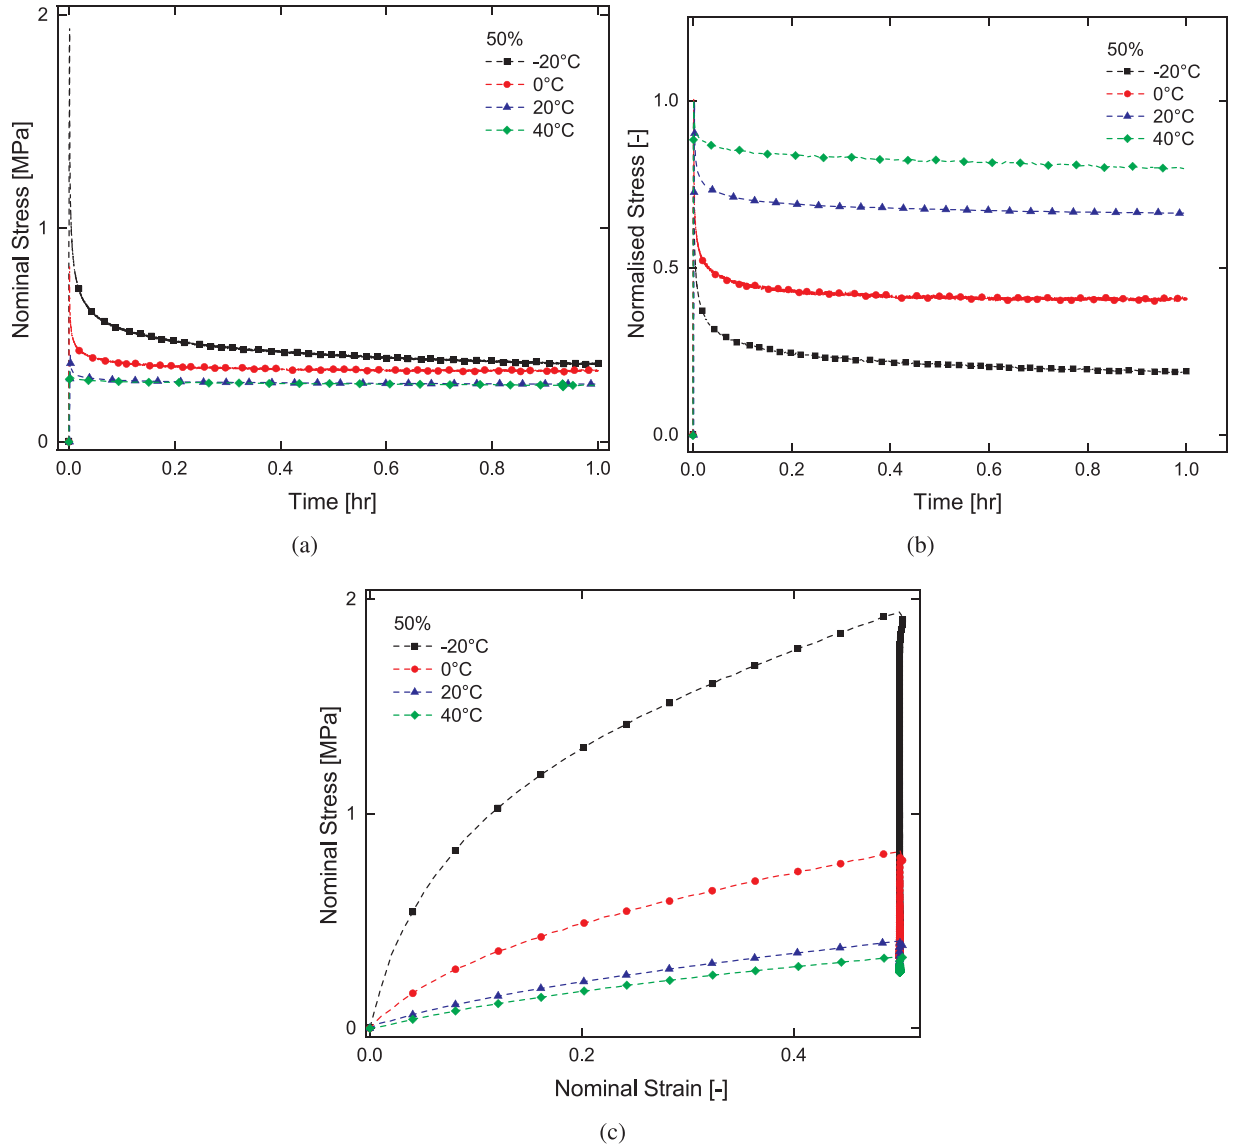 2
1
0
Nominal Stress [MPa]
50%
-20°C
0°C
20°C
40°C
0.0 0.2 0.4 0.6 0.8 1.0
Time [hr]
(a)
1.0
0.5
0.0
Normalised Stress [-]
50%
-20°C
0°C
20°C
40°C
0.0 0.2 0.4 0.6 0.8 1.0
Time [hr]
(b)
2
1
0
Nominal Stress [MPa]
50%
-20°C
0°C
20°C
40°C
0.0 0.2 0.4
Nominal Strain [-]
(c)